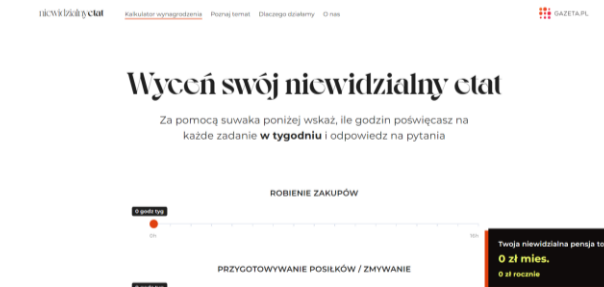 niewidzialny etat
Kalkulator wynagrodzenia Poznaj temat Dlaczego działamy O nas
GAZETA.PL
Wyceń swój niewidzialny etat
Za pomocą suwaka poniżej wskaż, ile godzin poświęcasz na
każde zadanie w tygodniu i odpowiedz na pytania
ROBIENIE ZAKUPÓW
0 godz tyg
Twoja niewidzialna pensja to
0 zł mies.
0 zł rocznie
PRZYGOTOWYWANIE POSIŁKÓW / ZMYWANIE